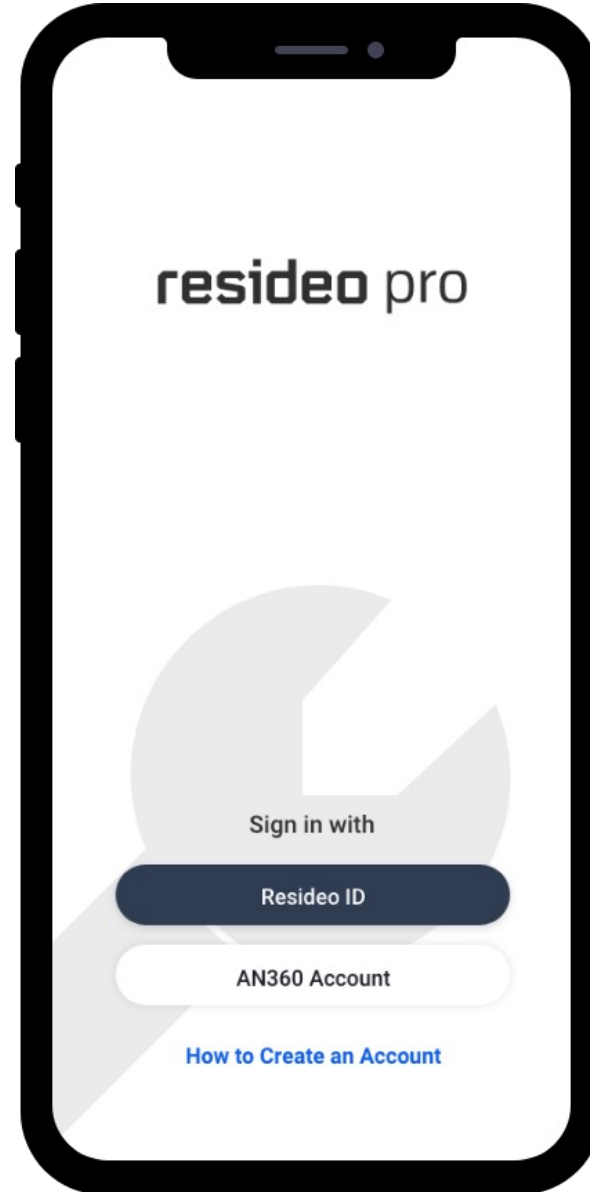 resideo pro
Sign in with
Resideo ID
AN360 Account
How to Create an Account